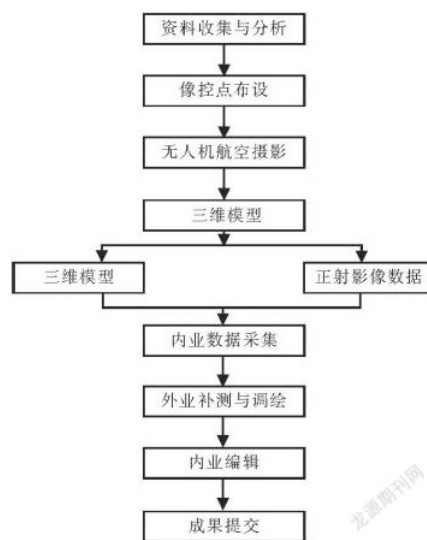 资料收集与分析
像控点布设
无人机航空摄影
三维模型
三维模型
正射影像数据
内业数据采集
外业补测与调绘
内业编辑
成果提交
龙源期刊网